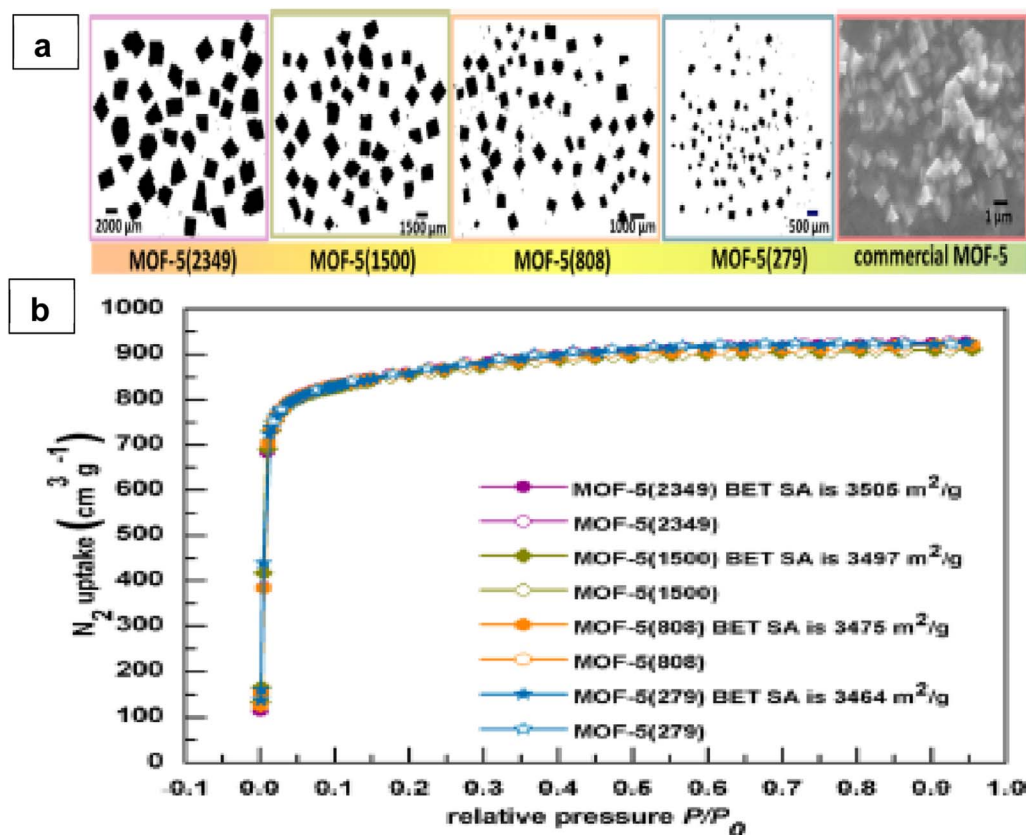 a
2000 µm
1500 µm
1000 µm
500 µm
1 µm
MOF-5(2349) MOF-5(1500) MOF-5(808) MOF-5(279) commercial MOF-5
b
1000
900
800
700
600
500
400
300
200
100
0
N2 uptake (cm3 g-1)
MOF-5(2349) BET SA is 3505 m2/g
MOF-5(2349)
MOF-5(1500) BET SA is 3497 m2/g
MOF-5(1500)
MOF-5(808) BET SA is 3475 m2/g
MOF-5(808)
MOF-5(279) BET SA is 3464 m2/g
MOF-5(279)
-0.1 0.0 0.1 0.2 0.3 0.4 0.5 0.6 0.7 0.8 0.9 1.0
relative pressure P/P0